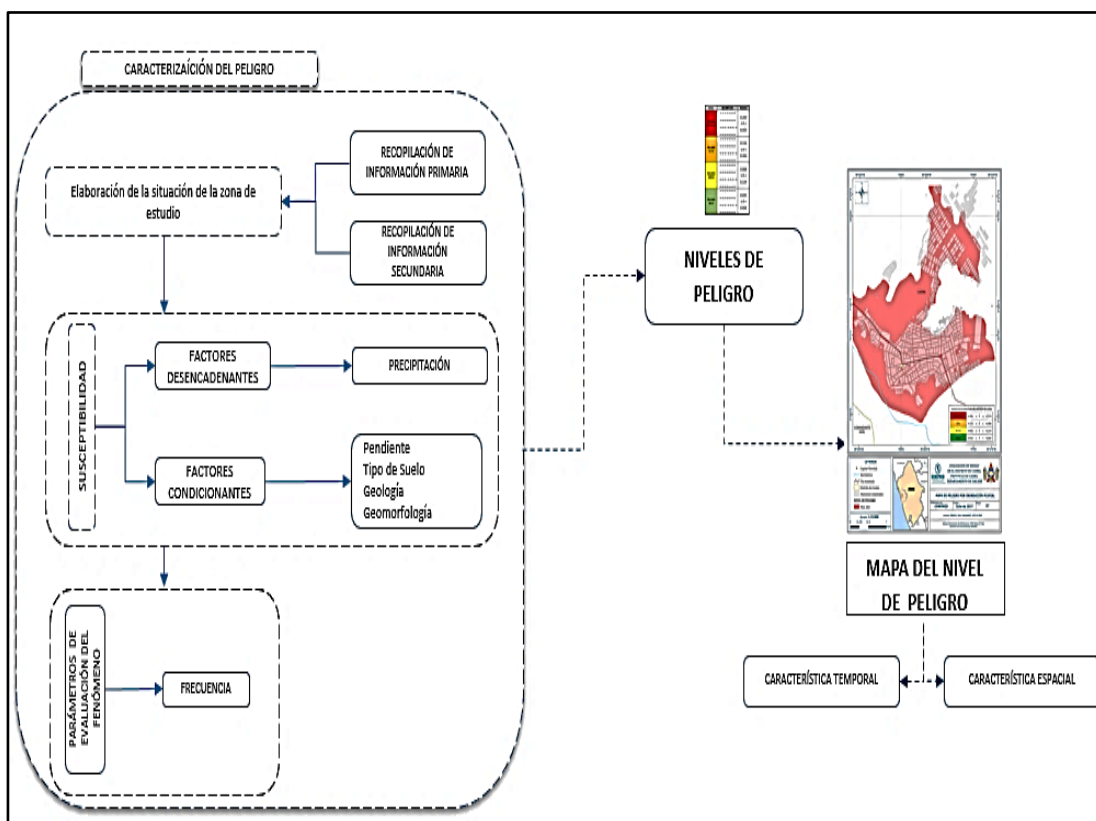 CARACTERIZAÍCIÓN DEL PELIGRO
Elaboración de la situación de la zona de
estudio
RECOPILACIÓN DE
INFORMACIÓN PRIMARIA
RECOPILACIÓN DE
INFORMACIÓN
SECUNDARIA
SUSCEPTIBILIDAD
FACTORES
DESENCADENANTES
PRECIPITACIÓN
FACTORES
CONDICIONANTES
Pendiente
Tipo de Suelo
Geología
Geomorfología
PARÁMETROS DE
EVALUACIÓN DEL
FENÓMENO
FRECUENCIA
NIVELES DE
PELIGRO
MAPA DEL NIVEL
DE PELIGRO
CARACTERÍSTICA TEMPORAL
CARACTERÍSTICA ESPACIAL